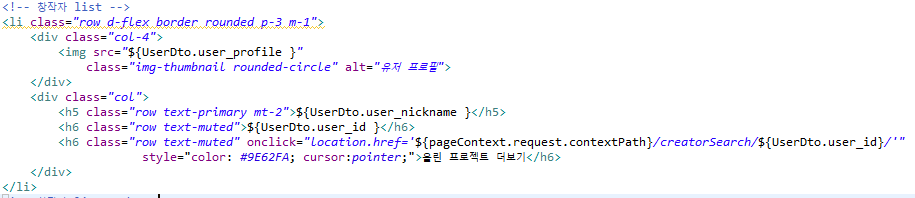 <!-- 창작자 list -->
<li class="row d-flex border rounded p-3 m-1">
<div class="col-4">
<img src="${UserDto.user_profile }"
class="img-thumbnail rounded-circle" alt="유저 프로필">
</div>
<div class="col">
<h5 class="row text-primary mt-2">${UserDto.user_nickname }</h5>
<h6 class="row text-muted">${UserDto.user_id }</h6>
<h6 class="row text-muted" onclick="location.href='${pageContext.request.contextPath}/creatorSearch/${UserDto.user_id}/'"
style="color: #9E62FA; cursor:pointer;">올린 프로젝트 더보기</h6>
</div>
</li>